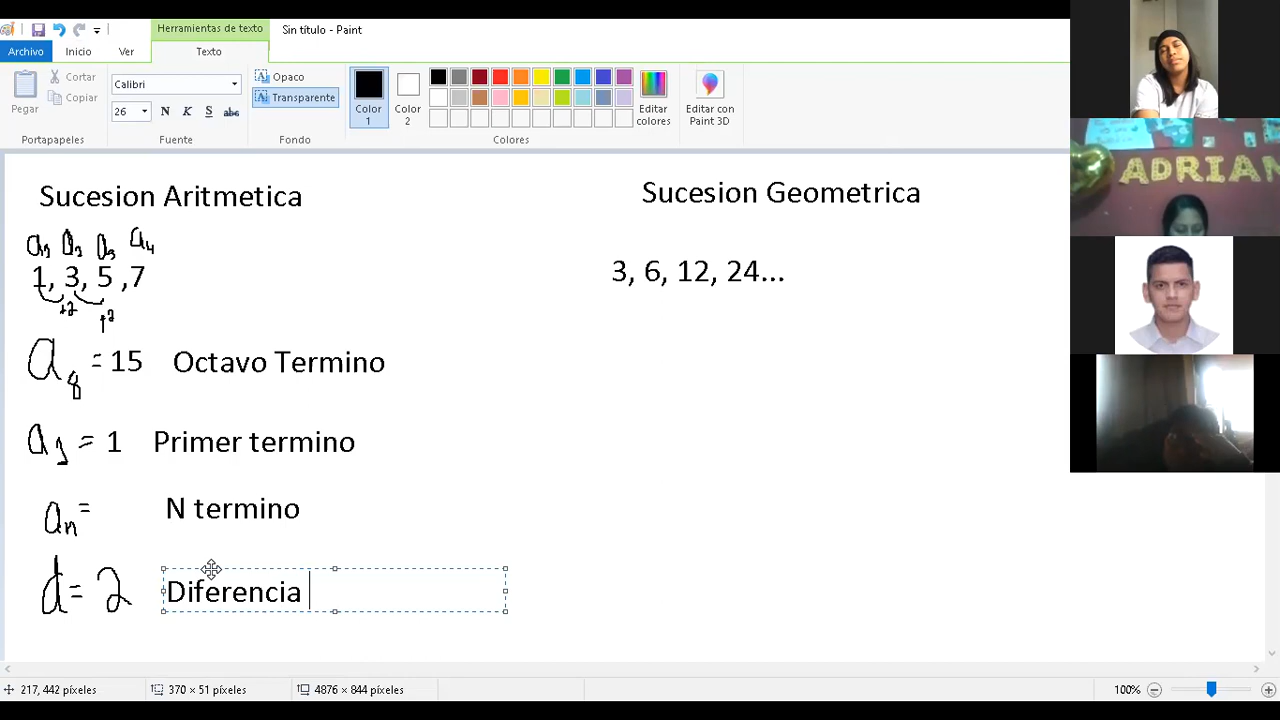 Herramientas de texto
Sin título - Paint
Archivo Inicio Ver Texto
Pegar
Cortar
Copiar
Portapapeles
Calibri
26
N K S abc
Fuente
Opaco
Transparente
Fondo
Color 1
Color 2
Editar colores
Editar con Paint 3D
Colores
Sucesion Aritmetica
a1 a2 a3 a4
1, 3, 5 ,7
+2
+2
a8 = 15 Octavo Termino
a1 = 1 Primer termino
an = N termino
d = 2 Diferencia
Sucesion Geometrica
3, 6, 12, 24...
ADRIAN
217, 442 píxeles
370 × 51 píxeles
4876 × 844 píxeles
100%